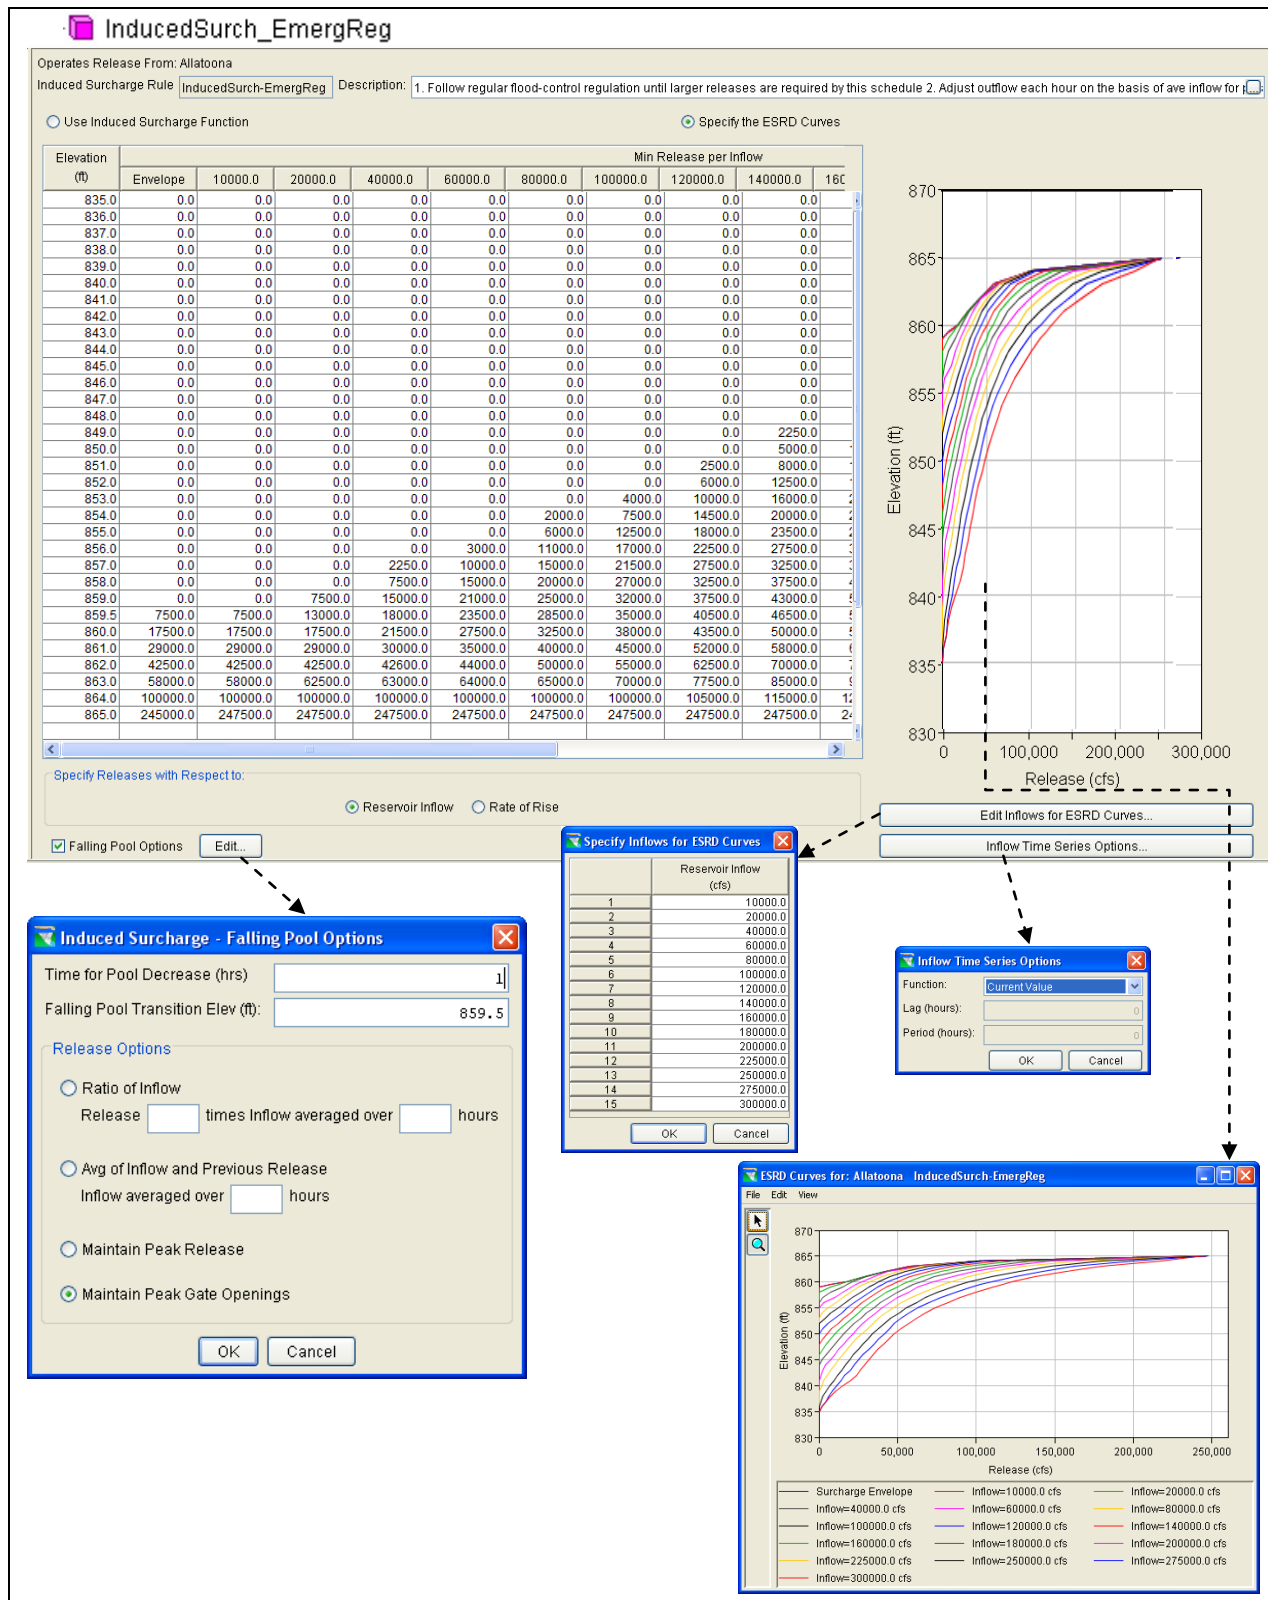 InducedSurch_EmergReg
Operates Release From: Allatoona
Induced Surcharge Rule InducedSurch-EmergReg Description: 1. Follow regular flood-control regulation until larger releases are required by this schedule 2. Adjust outflow each hour on the basis of ave inflow for
Use Induced Surcharge Function Specify the ESRD Curves
Elevation Min Release per Inflow
(ft) Envelope 10000.0 20000.0 40000.0 60000.0 80000.0 100000.0 120000.0 140000.0 160
835.0 0.0 0.0 0.0 0.0 0.0 0.0 0.0 0.0 0.0
836.0 0.0 0.0 0.0 0.0 0.0 0.0 0.0 0.0 0.0
837.0 0.0 0.0 0.0 0.0 0.0 0.0 0.0 0.0 0.0
838.0 0.0 0.0 0.0 0.0 0.0 0.0 0.0 0.0 0.0
839.0 0.0 0.0 0.0 0.0 0.0 0.0 0.0 0.0 0.0
840.0 0.0 0.0 0.0 0.0 0.0 0.0 0.0 0.0 0.0
841.0 0.0 0.0 0.0 0.0 0.0 0.0 0.0 0.0 0.0
842.0 0.0 0.0 0.0 0.0 0.0 0.0 0.0 0.0 0.0
843.0 0.0 0.0 0.0 0.0 0.0 0.0 0.0 0.0 0.0
844.0 0.0 0.0 0.0 0.0 0.0 0.0 0.0 0.0 0.0
845.0 0.0 0.0 0.0 0.0 0.0 0.0 0.0 0.0 0.0
846.0 0.0 0.0 0.0 0.0 0.0 0.0 0.0 0.0 0.0
847.0 0.0 0.0 0.0 0.0 0.0 0.0 0.0 0.0 0.0
848.0 0.0 0.0 0.0 0.0 0.0 0.0 0.0 0.0 0.0
849.0 0.0 0.0 0.0 0.0 0.0 0.0 0.0 0.0 2250.0
850.0 0.0 0.0 0.0 0.0 0.0 0.0 0.0 0.0 5000.0
851.0 0.0 0.0 0.0 0.0 0.0 0.0 0.0 2500.0 8000.0
852.0 0.0 0.0 0.0 0.0 0.0 0.0 0.0 6000.0 12500.0
853.0 0.0 0.0 0.0 0.0 0.0 0.0 4000.0 10000.0 16000.0
854.0 0.0 0.0 0.0 0.0 0.0 2000.0 7500.0 14500.0 20000.0
855.0 0.0 0.0 0.0 0.0 0.0 6000.0 12500.0 18000.0 23500.0
856.0 0.0 0.0 0.0 0.0 3000.0 11000.0 17000.0 22500.0 27500.0
857.0 0.0 0.0 0.0 2250.0 10000.0 15000.0 21500.0 27500.0 32500.0
858.0 0.0 0.0 0.0 7500.0 15000.0 20000.0 27000.0 32500.0 37500.0
859.0 0.0 0.0 7500.0 15000.0 21000.0 25000.0 32000.0 37500.0 43000.0
859.5 7500.0 7500.0 13000.0 18000.0 23500.0 28500.0 35000.0 40500.0 46500.0
860.0 17500.0 17500.0 17500.0 21500.0 27500.0 32500.0 38000.0 43500.0 50000.0
861.0 29000.0 29000.0 29000.0 30000.0 35000.0 40000.0 45000.0 52000.0 58000.0
862.0 42500.0 42500.0 42500.0 42600.0 44000.0 50000.0 55000.0 62500.0 70000.0
863.0 58000.0 58000.0 62500.0 63000.0 64000.0 65000.0 70000.0 77500.0 85000.0
864.0 100000.0 100000.0 100000.0 100000.0 100000.0 100000.0 100000.0 105000.0 115000.0 12
865.0 245000.0 247500.0 247500.0 247500.0 247500.0 247500.0 247500.0 247500.0 247500.0 24
870
865
860
855
850
845
840
835
830
Elevation (ft)
0 100,000 200,000 300,000
Release (cfs)
Specify Releases with Respect to:
Reservoir Inflow Rate of Rise
Falling Pool Options Edit...
Edit Inflows for ESRD Curves...
Inflow Time Series Options...
Specify Inflows for ESRD Curves
Reservoir Inflow
(cfs)
1 10000.0
2 20000.0
3 40000.0
4 60000.0
5 80000.0
6 100000.0
7 120000.0
8 140000.0
9 160000.0
10 180000.0
11 200000.0
12 225000.0
13 250000.0
14 275000.0
15 300000.0
OK Cancel
Induced Surcharge - Falling Pool Options
Time for Pool Decrease (hrs) 1
Falling Pool Transition Elev (ft): 859.5
Release Options
Ratio of Inflow
Release times Inflow averaged over hours
Avg of Inflow and Previous Release
Inflow averaged over hours
Maintain Peak Release
Maintain Peak Gate Openings
OK Cancel
Inflow Time Series Options
Function: Current Value
Lag (hours): 0
Period (hours): 0
OK Cancel
ESRD Curves for: Allatoona InducedSurch-EmergReg
File Edit View
870
865
860
855
850
845
840
835
830
Elevation (ft)
0 50,000 100,000 150,000 200,000 250,000
Release (cfs)
Surcharge Envelope Inflow=10000.0 cfs Inflow=20000.0 cfs
Inflow=40000.0 cfs Inflow=60000.0 cfs Inflow=80000.0 cfs
Inflow=100000.0 cfs Inflow=120000.0 cfs Inflow=140000.0 cfs
Inflow=160000.0 cfs Inflow=180000.0 cfs Inflow=200000.0 cfs
Inflow=225000.0 cfs Inflow=250000.0 cfs Inflow=275000.0 cfs
Inflow=300000.0 cfs